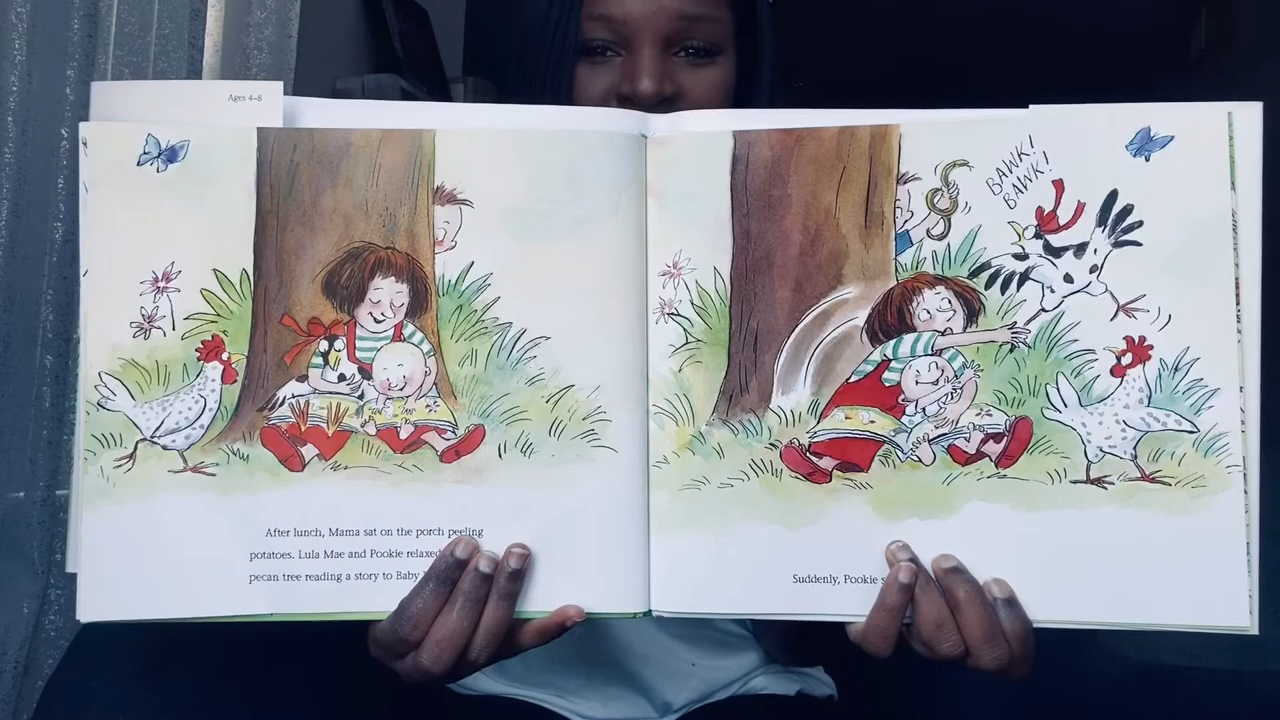 Ages 4–8
After lunch, Mama sat on the porch peeling
potatoes. Lula Mae and Pookie relaxed
pecan tree reading a story to Baby
BAWK!
BAWK!
Suddenly, Pookie